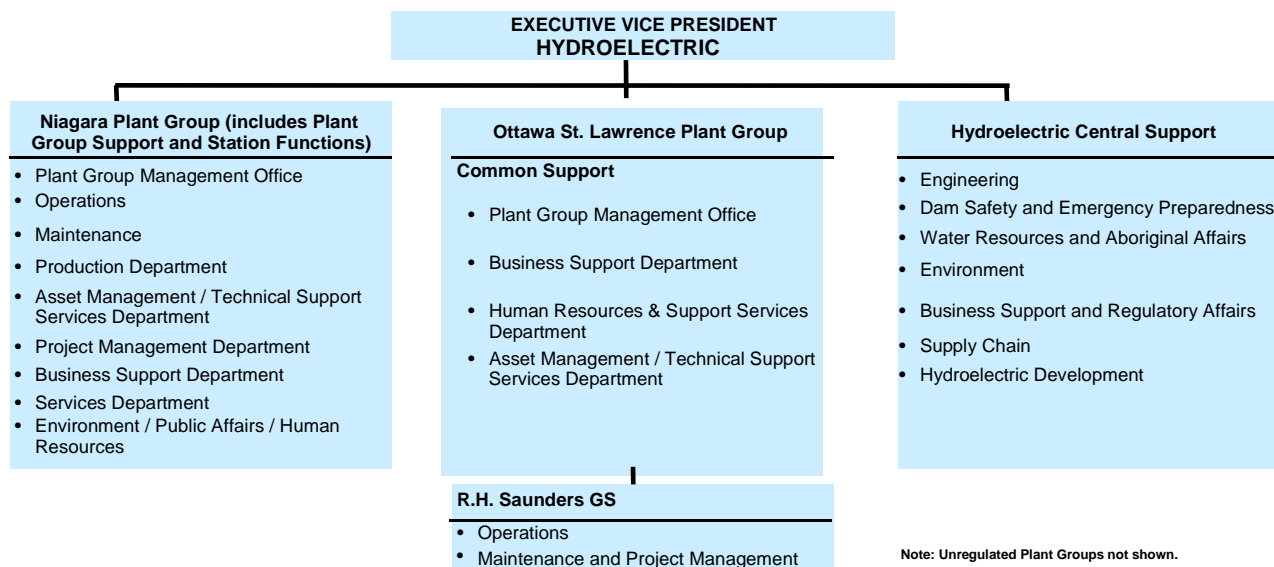 EXECUTIVE VICE PRESIDENT
HYDROELECTRIC
Niagara Plant Group (includes Plant
Group Support and Station Functions)
• Plant Group Management Office
• Operations
• Maintenance
• Production Department
• Asset Management / Technical Support
Services Department
• Project Management Department
• Business Support Department
• Services Department
• Environment / Public Affairs / Human
Resources
Ottawa St. Lawrence Plant Group
Common Support
• Plant Group Management Office
• Business Support Department
• Human Resources & Support Services
Department
• Asset Management / Technical Support
Services Department
R.H. Saunders GS
• Operations
• Maintenance and Project Management
Hydroelectric Central Support
• Engineering
• Dam Safety and Emergency Preparedness
• Water Resources and Aboriginal Affairs
• Environment
• Business Support and Regulatory Affairs
• Supply Chain
• Hydroelectric Development
Note: Unregulated Plant Groups not shown.